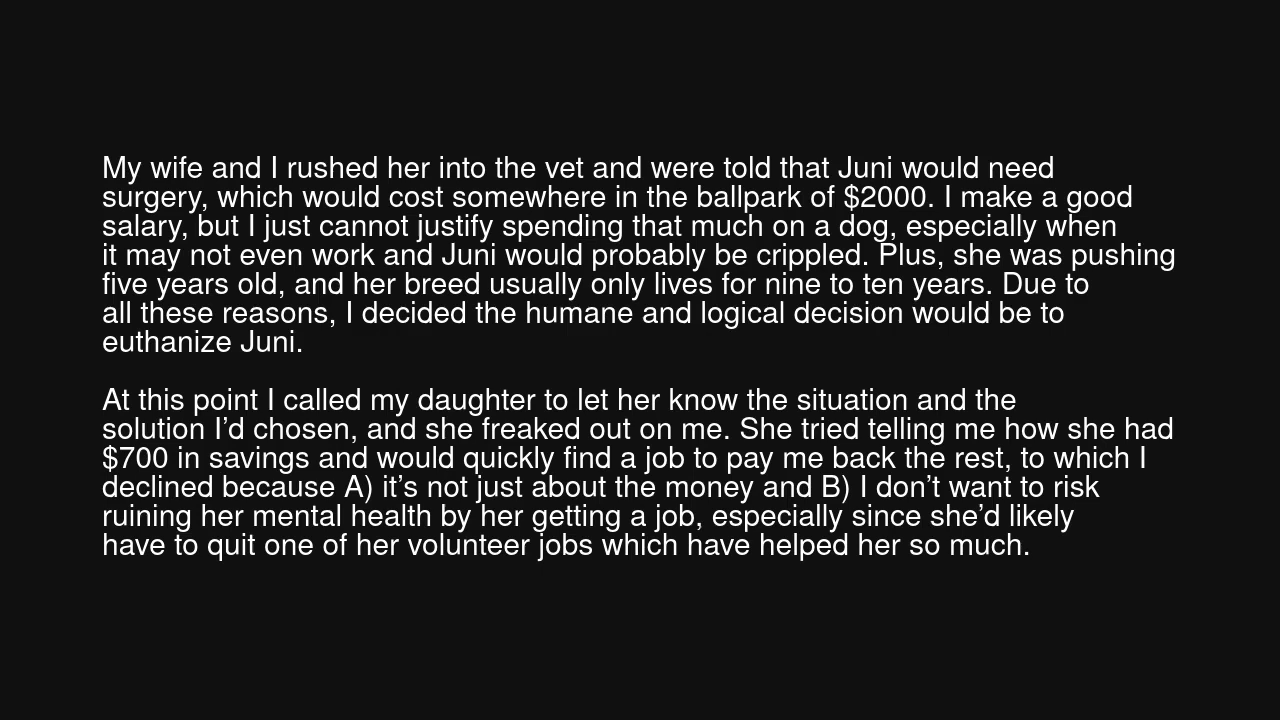 My wife and I rushed her into the vet and were told that Juni would need
surgery, which would cost somewhere in the ballpark of $2000. I make a good
salary, but I just cannot justify spending that much on a dog, especially when
it may not even work and Juni would probably be crippled. Plus, she was pushing
five years old, and her breed usually only lives for nine to ten years. Due to
all these reasons, I decided the humane and logical decision would be to
euthanize Juni.
At this point I called my daughter to let her know the situation and the
solution I’d chosen, and she freaked out on me. She tried telling me how she had
$700 in savings and would quickly find a job to pay me back the rest, to which I
declined because A) it’s not just about the money and B) I don’t want to risk
ruining her mental health by her getting a job, especially since she’d likely
have to quit one of her volunteer jobs which have helped her so much.